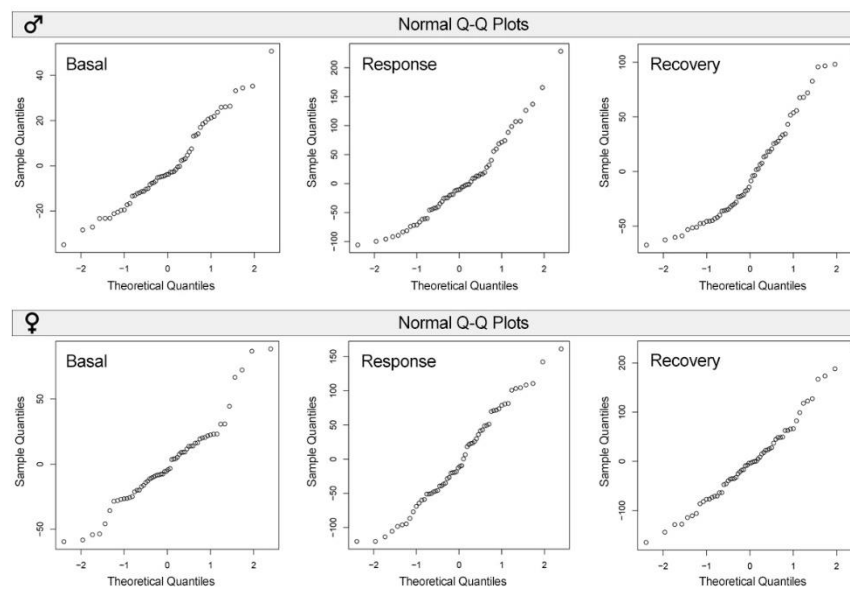 ♂ Normal Q-Q Plots
Basal
Response
Recovery
Sample Quantiles
-20
0
20
40
Sample Quantiles
-100
-50
0
50
100
150
200
Sample Quantiles
-50
0
50
100
-2 -1 0 1 2
-2 -1 0 1 2
-2 -1 0 1 2
Theoretical Quantiles
Theoretical Quantiles
Theoretical Quantiles
♀ Normal Q-Q Plots
Basal
Response
Recovery
Sample Quantiles
-50
0
50
Sample Quantiles
-100
-50
0
50
100
150
Sample Quantiles
-100
0
100
200
-2 -1 0 1 2
-2 -1 0 1 2
-2 -1 0 1 2
Theoretical Quantiles
Theoretical Quantiles
Theoretical Quantiles